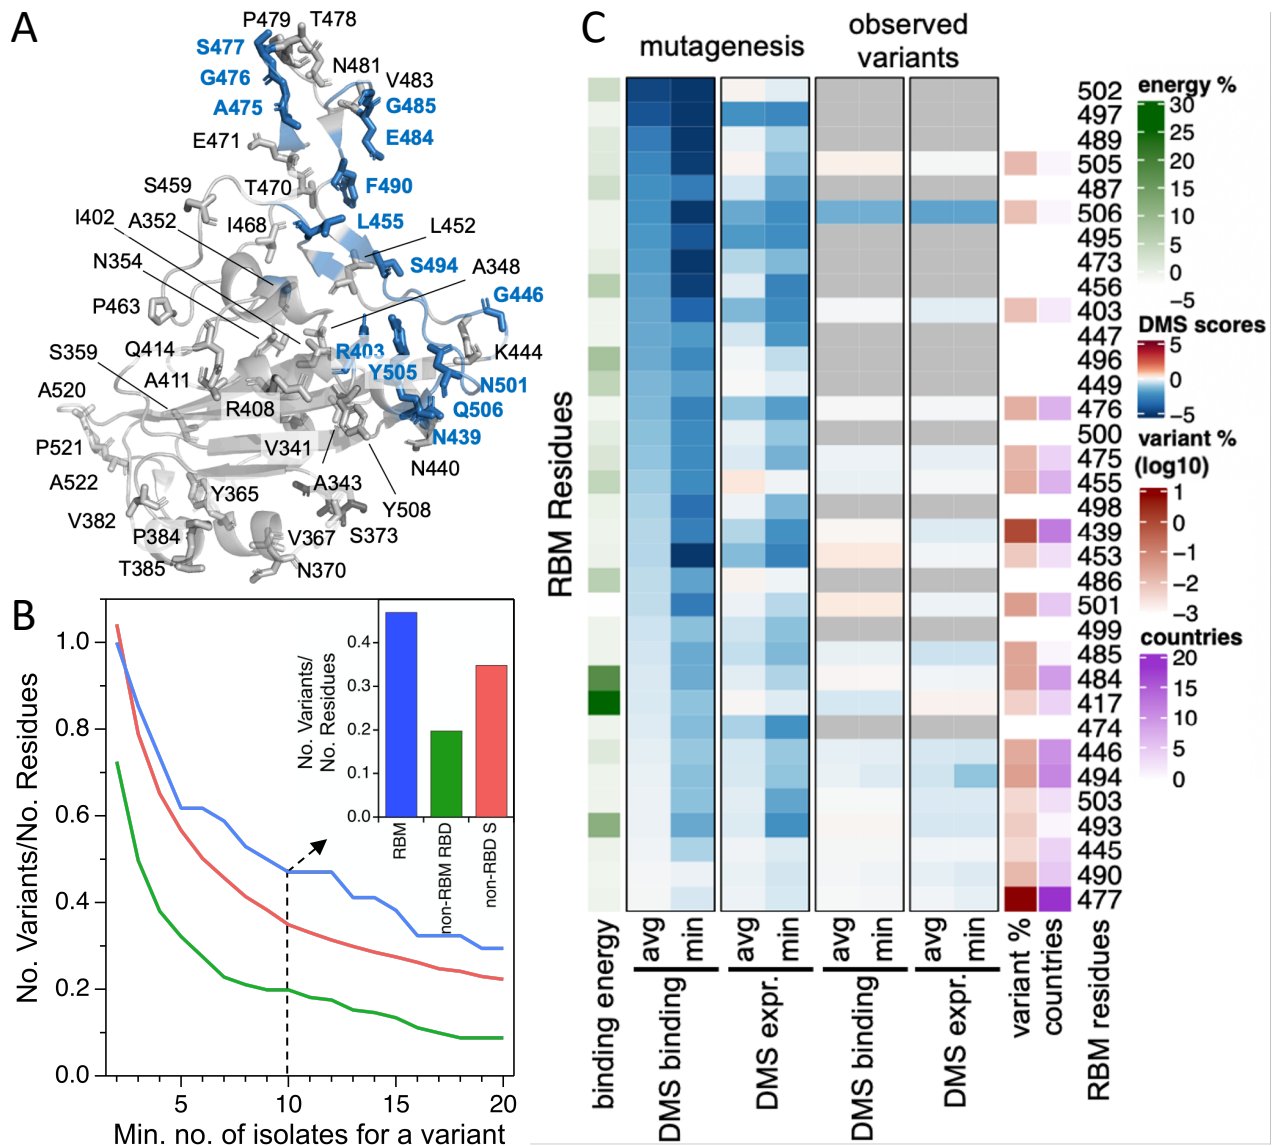 A
P479 T478
S477
G476
A475
N481
V483
G485
E484
E471
F490
T470
S459
I402 A352
I468
L455
L452
N354
S494
A348
G446
P463
S359
Q414
R403
Y505
K444
A411
N501
A520
R408
Q506
N439
P521
V341
N440
A522
Y365
A343
Y508
V382
P384
V367 S373
T385
N370
B
No. Variants/No. Residues
1.0
0.8
0.6
0.4
0.2
0.0
5
10
15
20
Min. no. of isolates for a variant
No. Variants/
No. Residues
0.4
0.3
0.2
0.1
0.0
RBM
non-RBM RBD
non-RBD S
C
mutagenesis
observed
variants
RBM Residues
502
497
489
505
487
506
495
473
456
403
447
496
449
476
500
475
455
498
439
453
486
501
499
485
484
417
474
446
494
503
493
445
490
477
binding energy
avg
min
avg
min
avg
min
avg
min
DMS binding
DMS expr.
DMS binding
DMS expr.
variant %
countries
RBM residues
energy %
30
25
20
15
10
5
0
−5
DMS scores
5
0
−5
variant %
(log10)
1
0
−1
−2
−3
countries
20
15
10
5
0